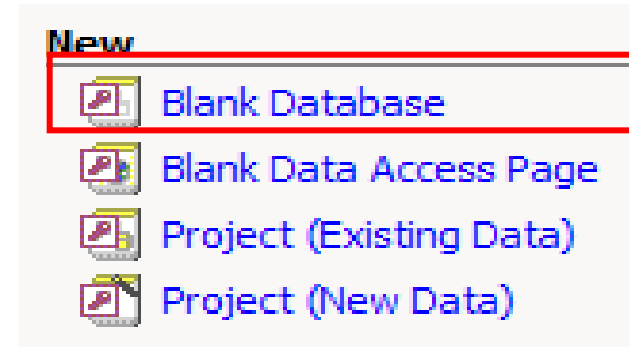 New
Blank Database
Blank Data Access Page
Project (Existing Data)
Project (New Data)